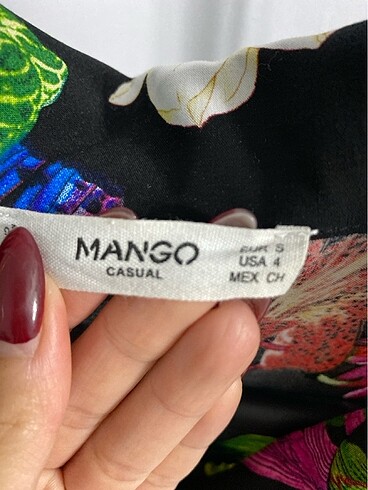 MANGO
CASUAL
EUR S
USA 4
MEX CH